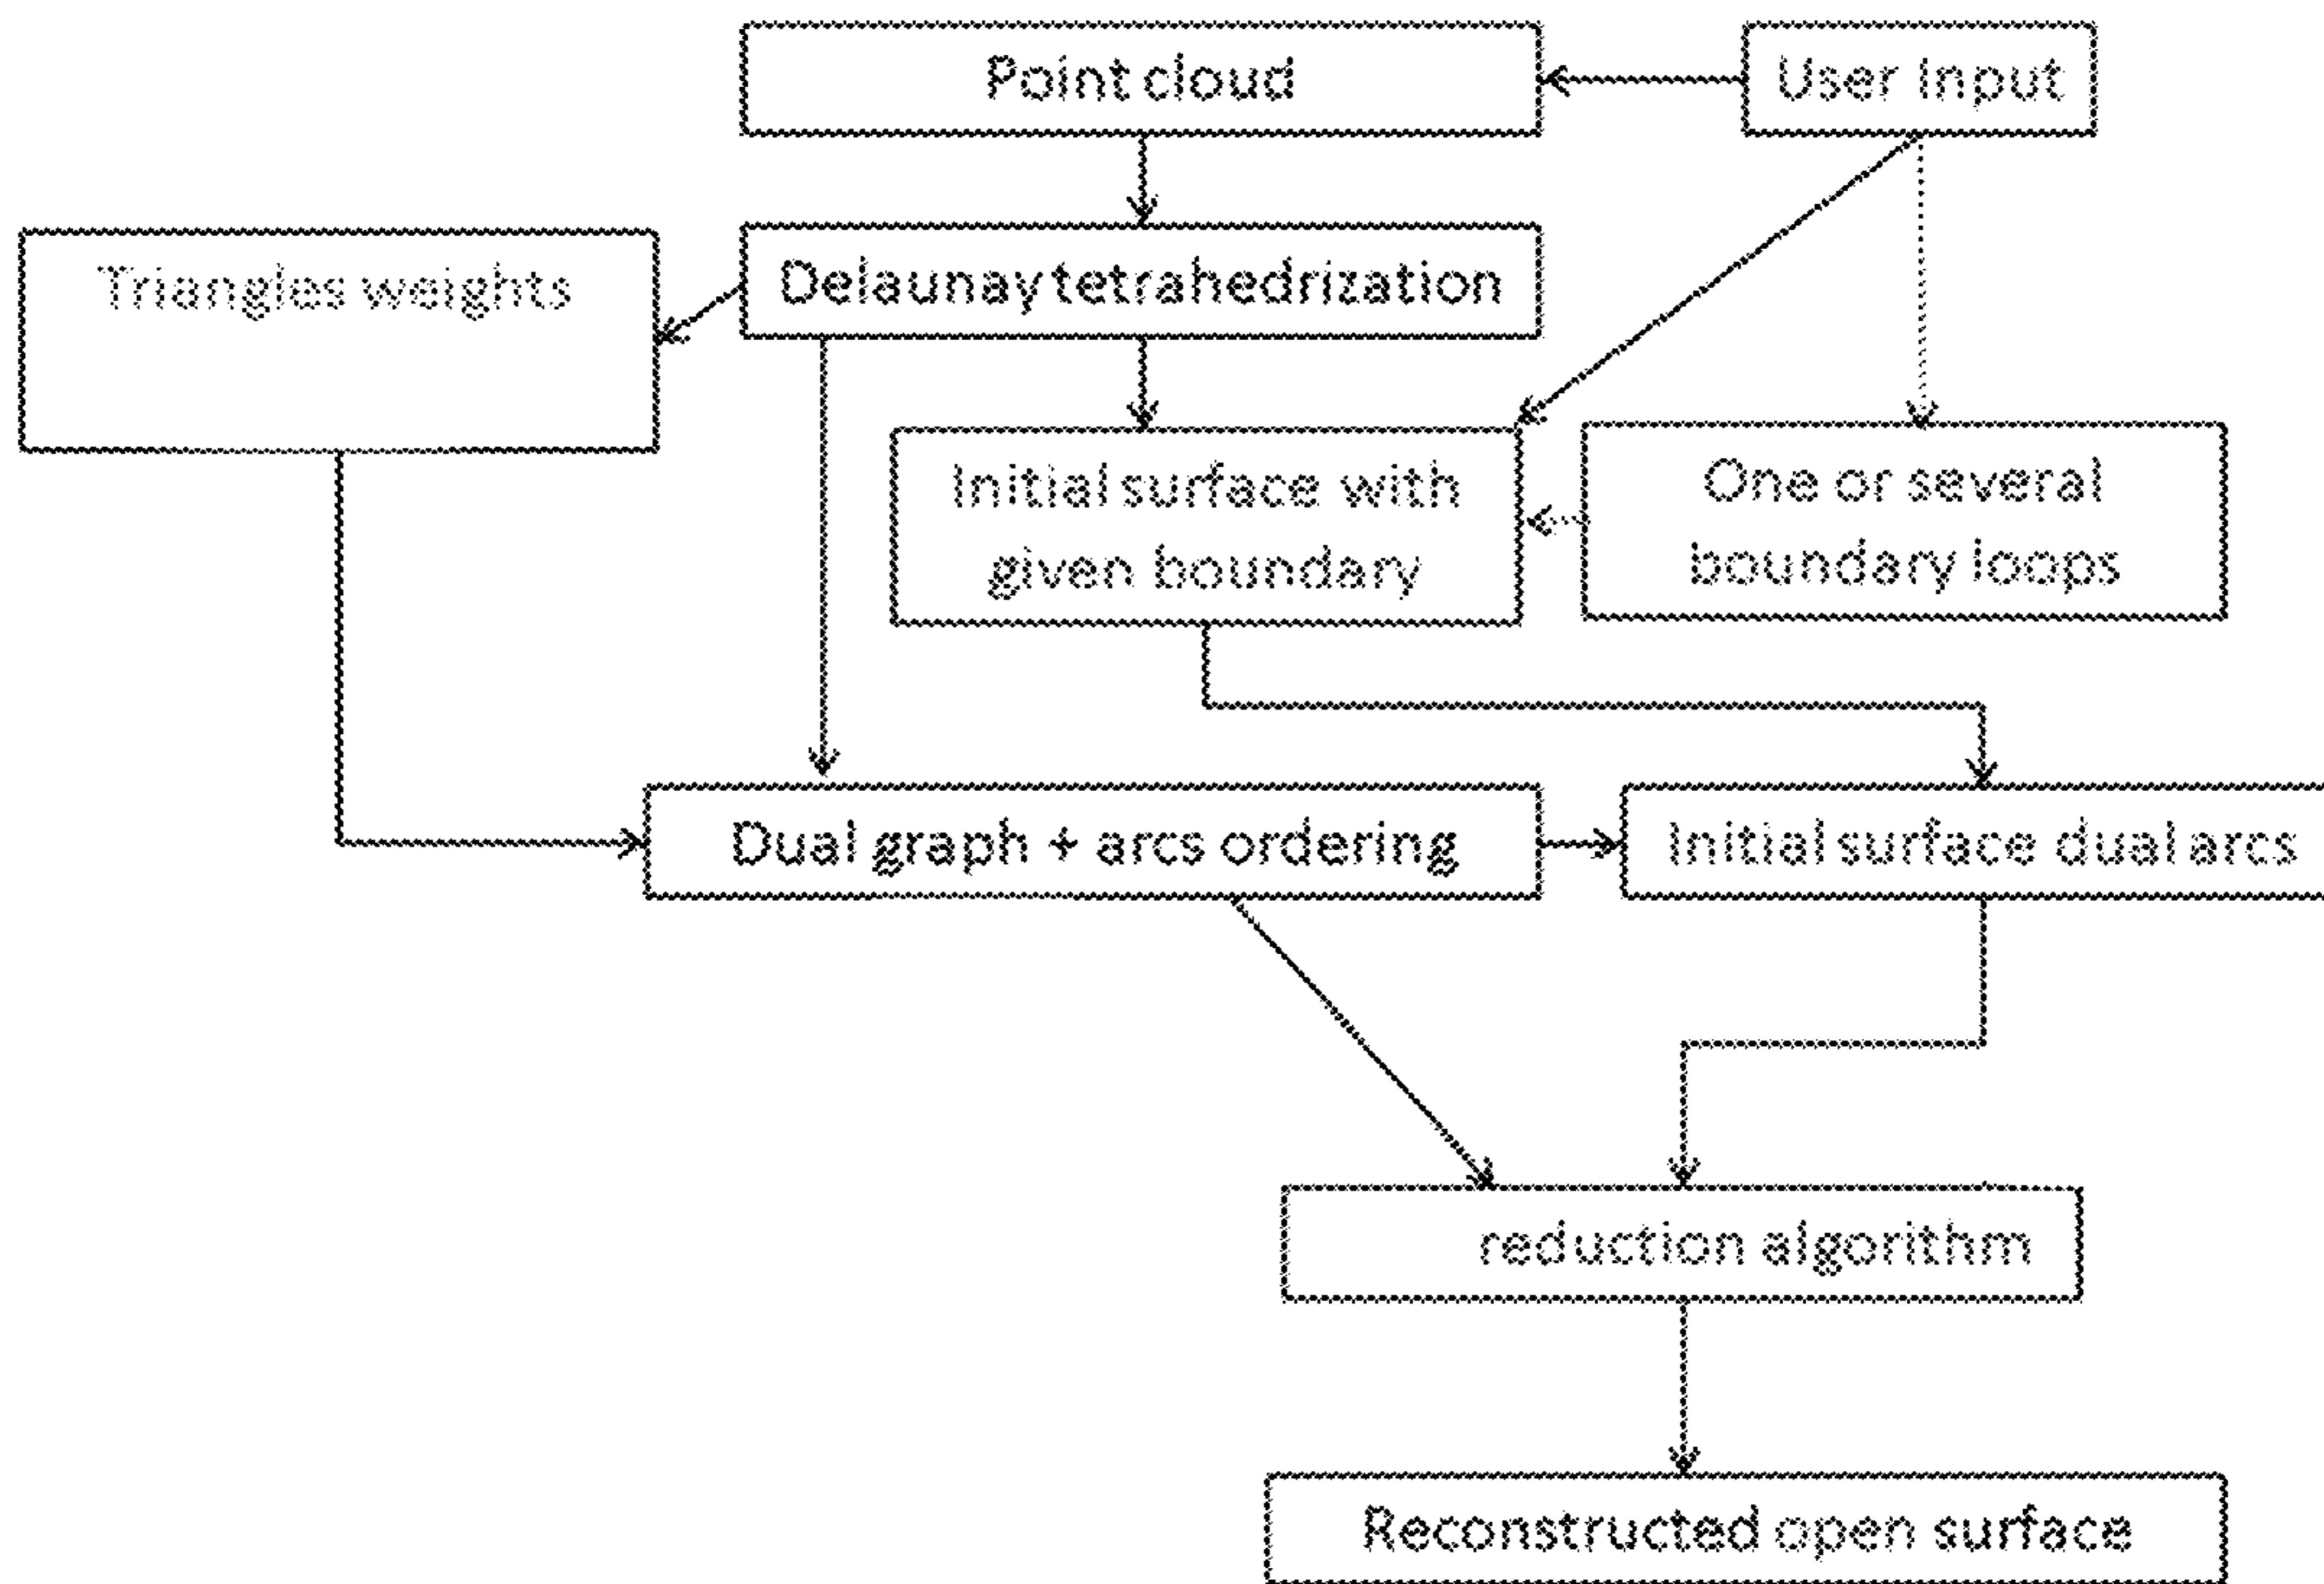 Point cloud
User Input
Triangles weights
Delaunay tetrahedrization
Initial surface with
given boundary
One or several
boundary loops
Dual graph + arcs ordering
Initial surface dual arcs
reduction algorithm
Reconstructed open surface